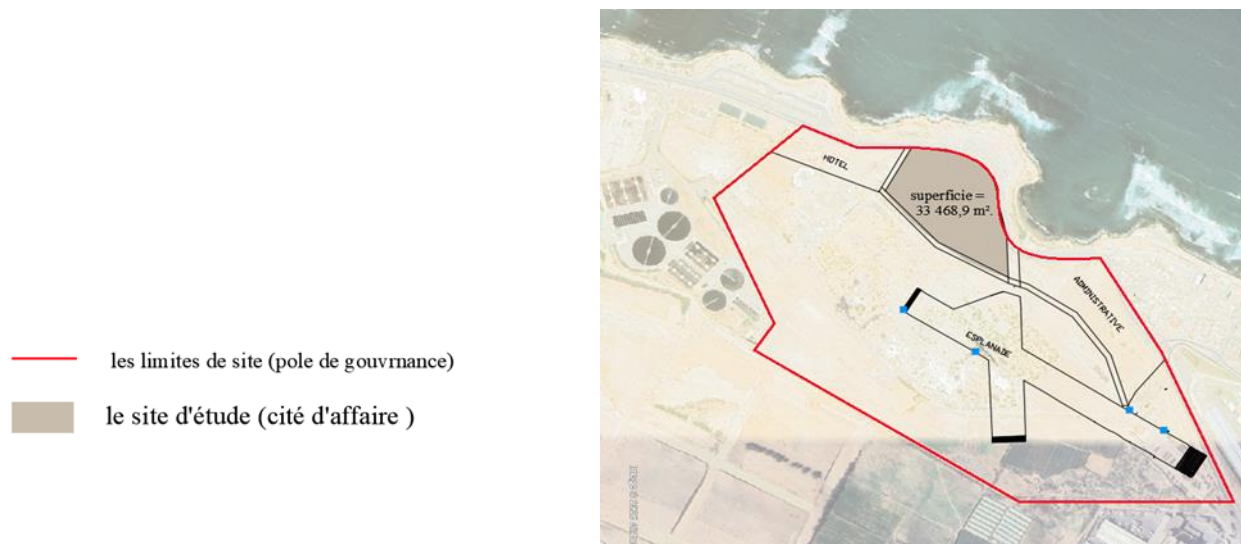 HOTEL
superficie =
33 468,9 m².
ADMINISTRATIVE
ESPLANADE
les limites de site (pole de gouvrnance)
le site d'étude (cité d'affaire )